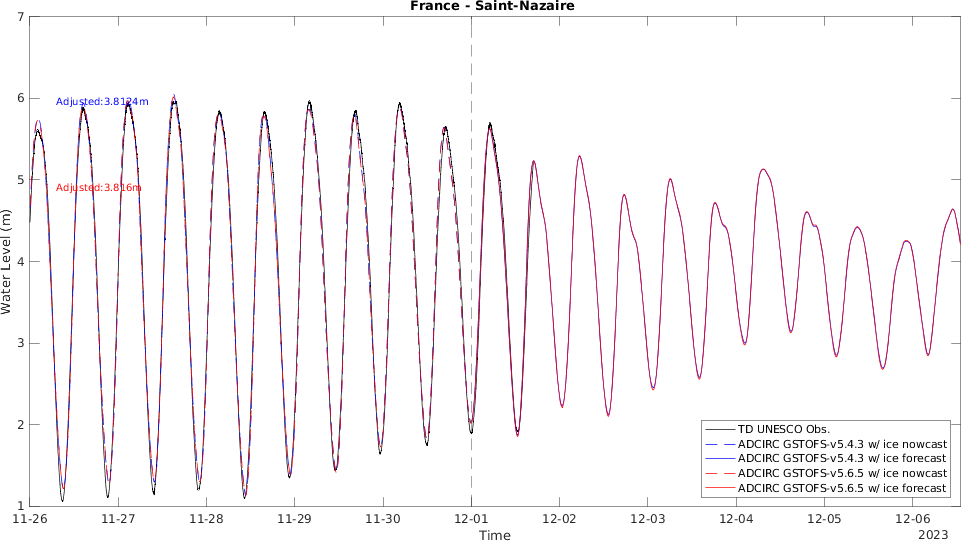 France - Saint-Nazaire
7
6
5
4
3
2
1
Water Level (m)
Adjusted:3.8124m
Adjusted:3.816m
TD UNESCO Obs.
ADCIRC GSTOFS-v5.4.3 w/ ice nowcast
ADCIRC GSTOFS-v5.4.3 w/ ice forecast
ADCIRC GSTOFS-v5.6.5 w/ ice nowcast
ADCIRC GSTOFS-v5.6.5 w/ ice forecast
11-26 11-27 11-28 11-29 11-30 12-01 12-02 12-03 12-04 12-05 12-06
Time
2023